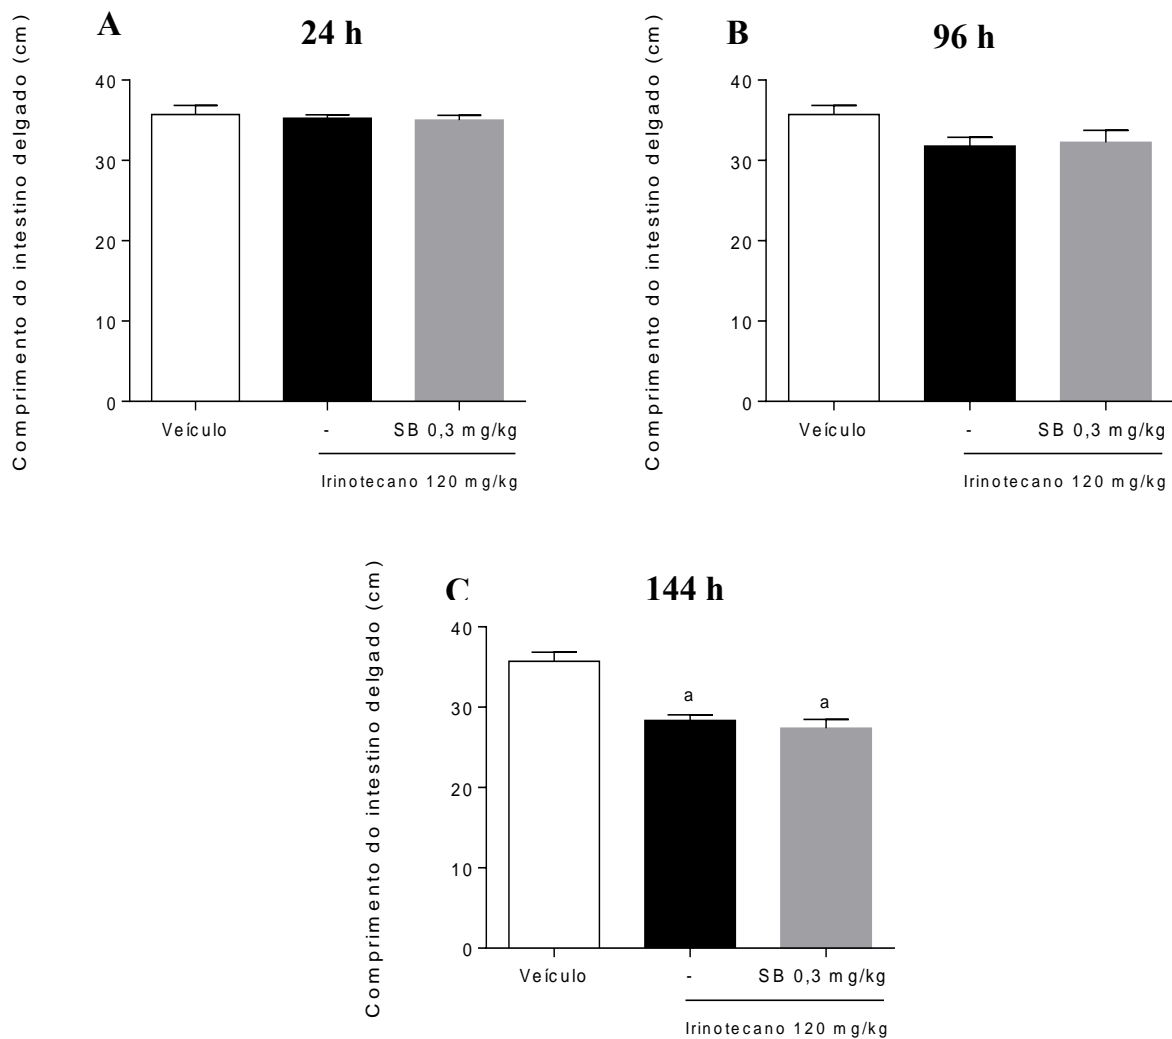 A
24 h
Comprimento do intestino delgado (cm)
40
30
20
10
0
Veículo
-
SB 0,3 mg/kg
Irinotecano 120 mg/kg
B
96 h
Comprimento do intestino delgado (cm)
40
30
20
10
0
Veículo
-
SB 0,3 mg/kg
Irinotecano 120 mg/kg
C
144 h
Comprimento do intestino delgado (cm)
40
30
20
10
0
a
a
Veículo
-
SB 0,3 mg/kg
Irinotecano 120 mg/kg